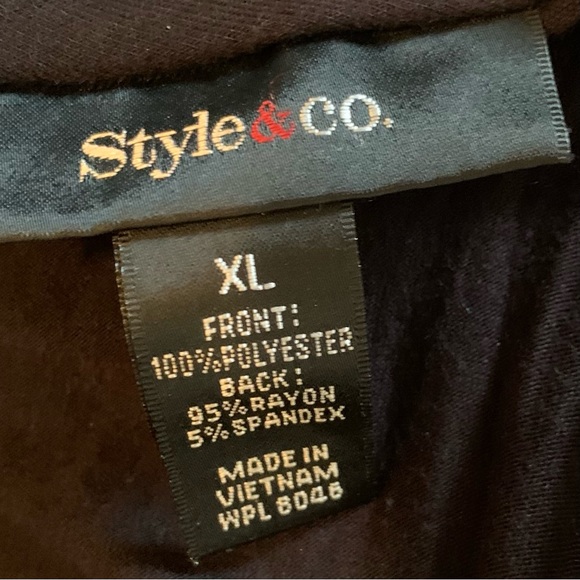 Style&CO.
XL
FRONT:
100%POLYESTER
BACK:
95%RAYON
5%SPANDEX
MADE IN
VIETNAM
WPL 8046